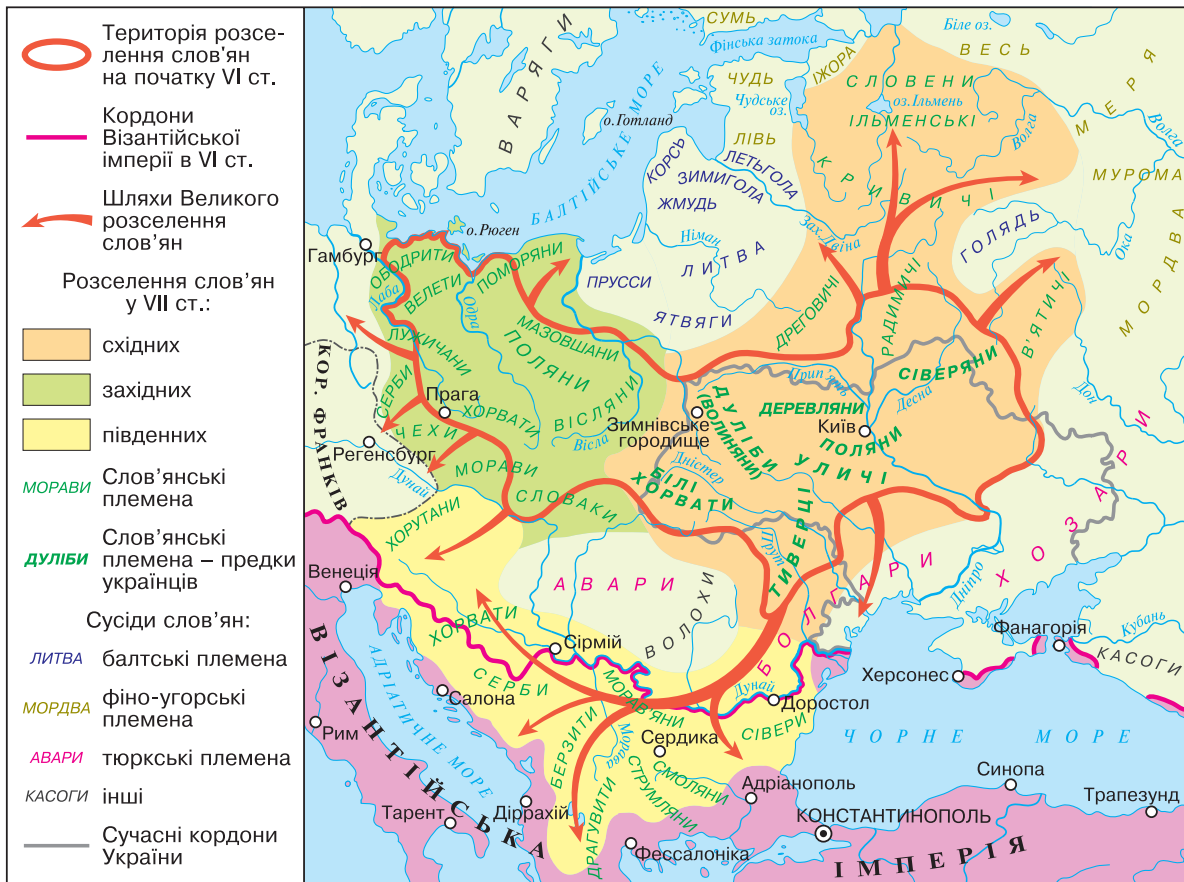 Територія розсе-
лення слов'ян
на початку VI ст.
Кордони
Візантійської
імперії в VI ст.
Шляхи Великого
розселення
слов'ян
Розселення слов'ян
у VII ст.:
східних
західних
південних
МОРАВИ
Слов'янські
племена
ДУЛІБИ
Слов'янські
племена – предки
українців
Сусіди слов'ян:
ЛИТВА
балтські племена
МОРДВА
фіно-угорські
племена
АВАРИ
тюркські племена
КАСОГИ
інші
Сучасні кордони
України
СУМЬ
Фінська затока
Біле оз.
ВЕСЬ
ВАРЯГИ
ЧУДЬ
Чудське
оз.
ІЖОРА
СЛОВЕНИ
оз. Ільмень
ІЛЬМЕНСЬКІ
МЕРЯ
Волга
Волга
о.Готланд
БАЛТІЙСЬКЕ МОРЕ
ЛІВЬ
КОРСЬ
ЛЕТЬГОЛА
ЗИМИГОЛА
ЖМУДЬ
КРИВИЧІ
МУРОМА
Німан
Зах. Двіна
ГОЛЯДЬ
Ока
МОРДВА
о.Рюген
Гамбург
ОБОДРИТИ
Лаба
ВЕЛЕТИ
ПОМОРЯНИ
Одра
ПРУССИ
ЛИТВА
ЯТВЯГИ
ДРЕГОВИЧІ
РАДИМИЧІ
В'ЯТИЧІ
ЛУЖИЧАНИ
МАЗОВШАНИ
ПОЛЯНИ
КОР. ФРАНКІВ
СЕРБИ
Прага
ХОРВАТИ
ВІСЛЯНИ
Вісла
ЧЕХИ
Регенсбург
Дунай
МОРАВИ
СЛОВАКИ
Прип'ять
СІВЕРЯНИ
Десна
Дон
Зимнівське
городище
ДУЛІБИ
(ВОЛИНЯНИ)
ДЕРЕВЛЯНИ
Київ
ПОЛЯНИ
УЛИЧІ
Дністер
БІЛІ
ХОРВАТИ
ТИВЕРЦІ
Прут
Дніпро
ХОЗАРИ
ХОРУТАНИ
Венеція
АВАРИ
ВОЛОХИ
БОЛГАРИ
ХОРВАТИ
Сірмій
СЕРБИ
Салона
АДРІАТИЧНЕ МОРЕ
Рим
Тарент
ВІЗАНТІЙСЬКА
МОРАВ'ЯНИ
Морава
Дунай
Доростол
СІВЕРИ
Сердика
БЕРЗИТИ
СМОЛЯНИ
СТРУМЛЯНИ
ДРАГУВИТИ
Діррахій
Фессалоніка
Адріанополь
КОНСТАНТИНОПОЛЬ
ІМПЕРІЯ
Фанагорія
Кубань
КАСОГИ
Херсонес
ЧОРНЕ МОРЕ
Синопа
Трапезунд